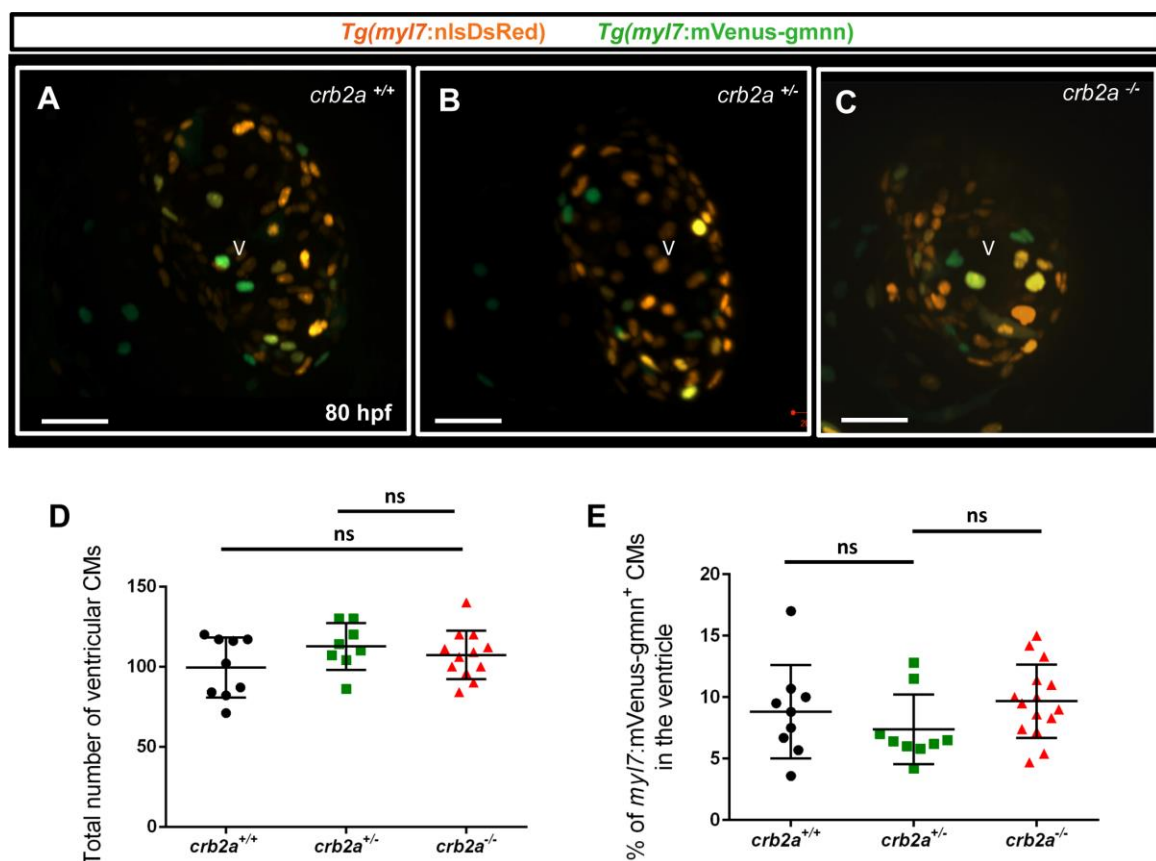 Tg(myl7:nlsDsRed) Tg(myl7:mVenus-gmnn)
A crb2a +/+
V
80 hpf
B crb2a +/-
V
C crb2a -/-
V
D
ns
ns
Total number of ventricular CMs
150
100
50
0
crb2a+/+ crb2a+/- crb2a-/-
E
ns
ns
% of myl7:mVenus-gmnn+ CMs
in the ventricle
20
15
10
5
0
crb2a+/+ crb2a+/- crb2a-/-